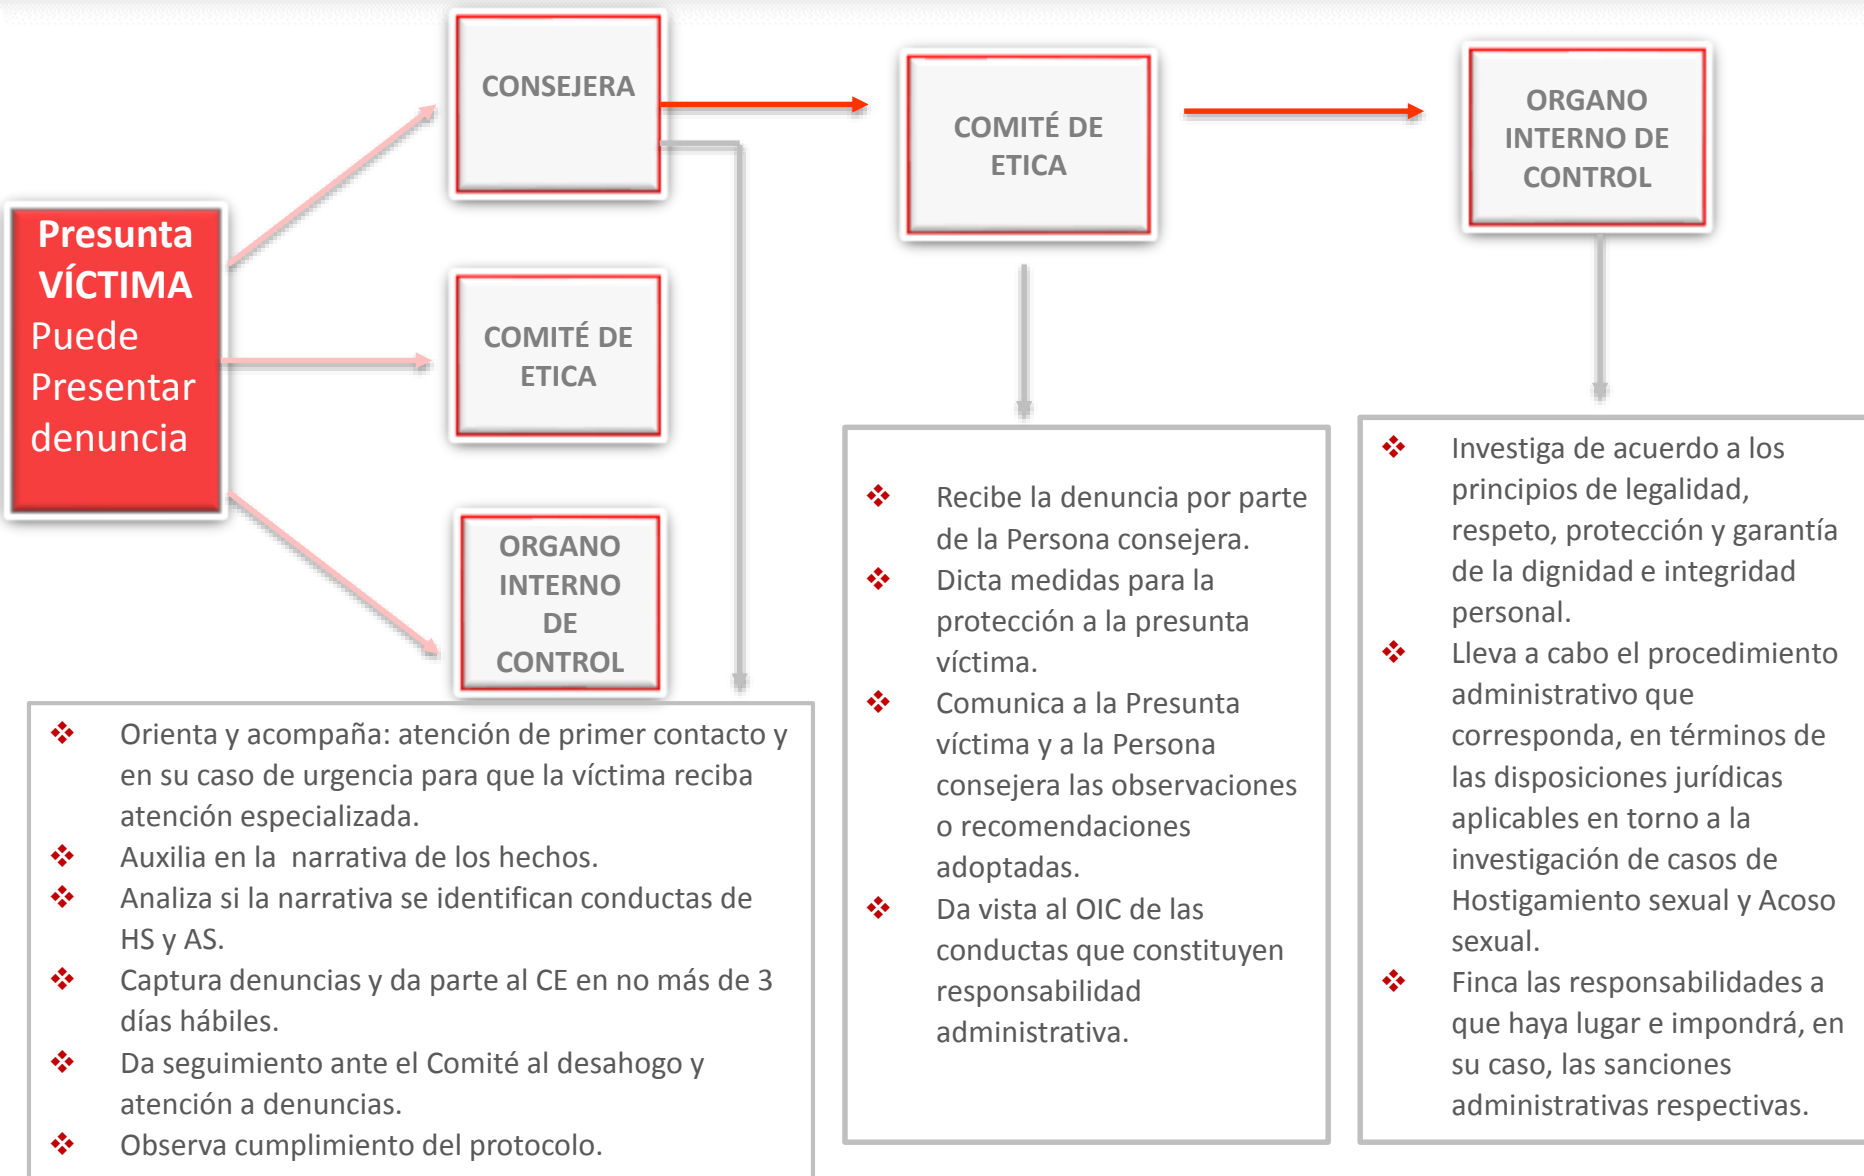 Presunta
VÍCTIMA
Puede
Presentar
denuncia
CONSEJERA
COMITÉ DE
ETICA
ORGANO
INTERNO
DE
CONTROL
COMITÉ DE
ETICA
ORGANO
INTERNO DE
CONTROL
Orienta y acompaña: atención de primer contacto y
en su caso de urgencia para que la víctima reciba
atención especializada.
Auxilia en la narrativa de los hechos.
Analiza si la narrativa se identifican conductas de
HS y AS.
Captura denuncias y da parte al CE en no más de 3
días hábiles.
Da seguimiento ante el Comité al desahogo y
atención a denuncias.
Observa cumplimiento del protocolo.
Recibe la denuncia por parte
de la Persona consejera.
Dicta medidas para la
protección a la presunta
víctima.
Comunica a la Presunta
víctima y a la Persona
consejera las observaciones
o recomendaciones
adoptadas.
Da vista al OIC de las
conductas que constituyen
responsabilidad
administrativa.
Investiga de acuerdo a los
principios de legalidad,
respeto, protección y garantía
de la dignidad e integridad
personal.
Lleva a cabo el procedimiento
administrativo que
corresponda, en términos de
las disposiciones jurídicas
aplicables en torno a la
investigación de casos de
Hostigamiento sexual y Acoso
sexual.
Finca las responsabilidades a
que haya lugar e impondrá, en
su caso, las sanciones
administrativas respectivas.